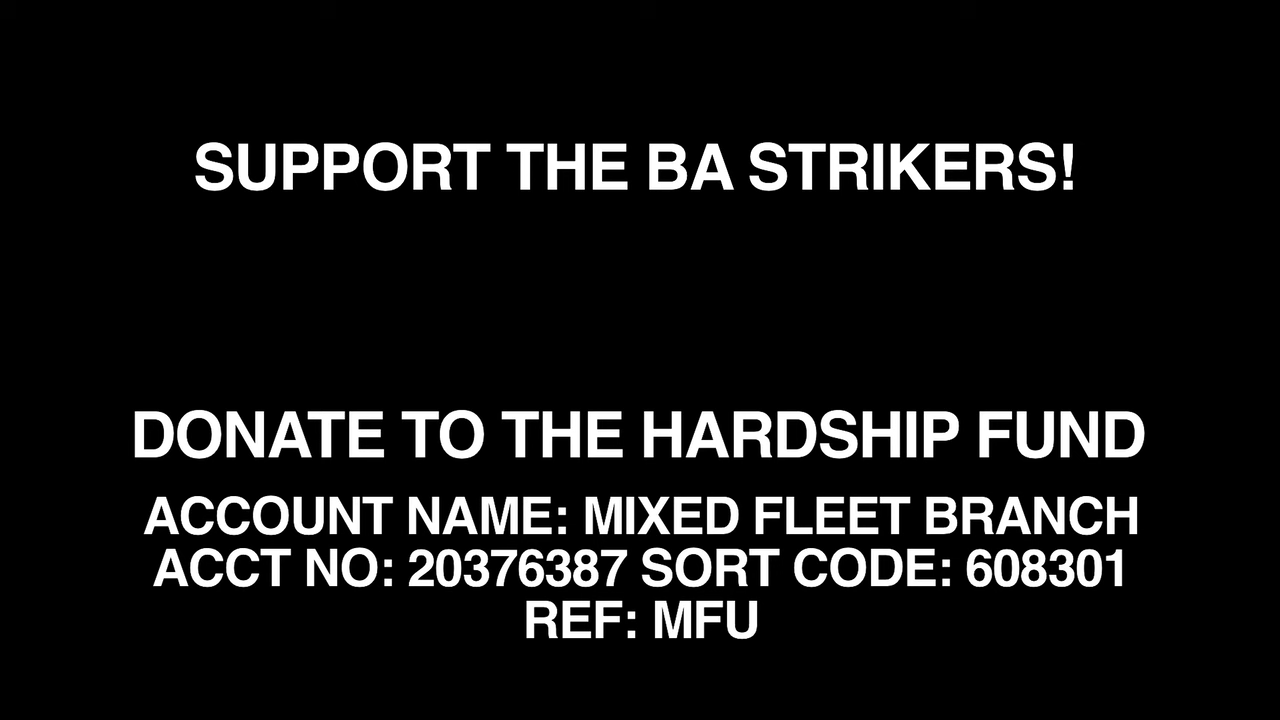 SUPPORT THE BA STRIKERS!
DONATE TO THE HARDSHIP FUND
ACCOUNT NAME: MIXED FLEET BRANCH
ACCT NO: 20376387 SORT CODE: 608301
REF: MFU